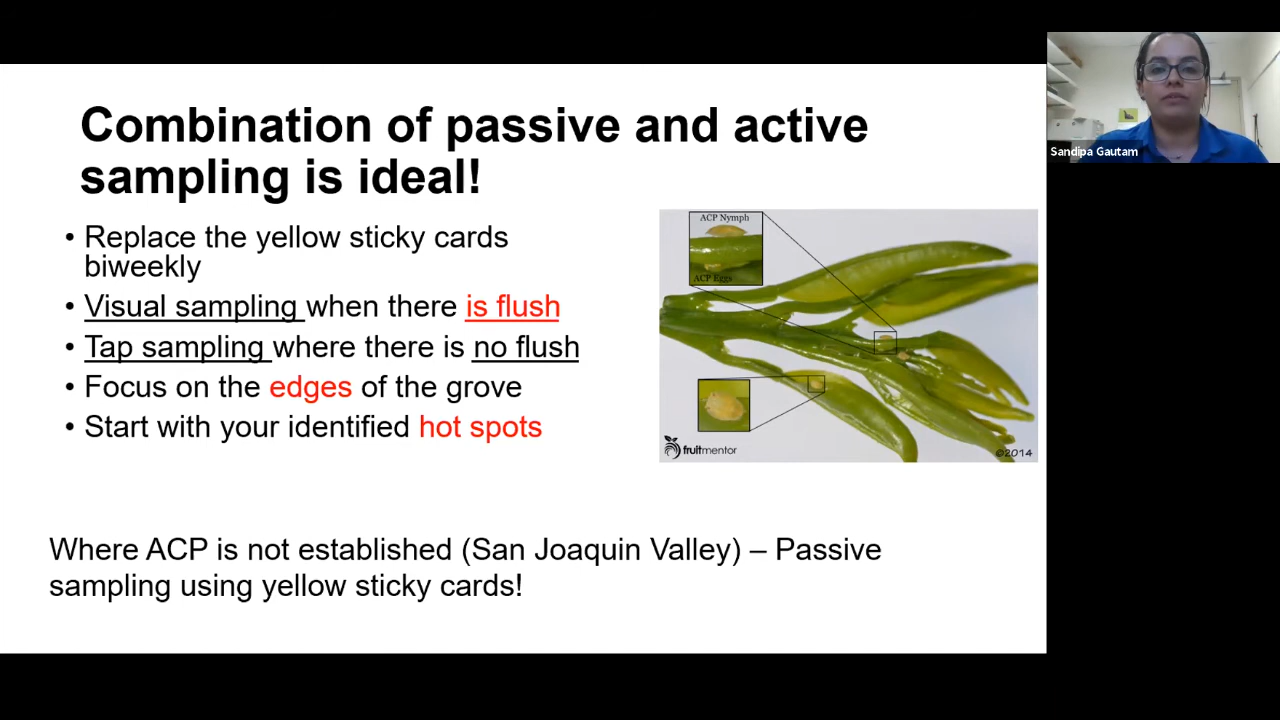 Combination of passive and active
sampling is ideal!
• Replace the yellow sticky cards
biweekly
• Visual sampling when there is flush
• Tap sampling where there is no flush
• Focus on the edges of the grove
• Start with your identified hot spots
ACP Nymph
ACP Eggs
fruitmentor
©2014
Where ACP is not established (San Joaquin Valley) – Passive
sampling using yellow sticky cards!
Sandipa Gautam